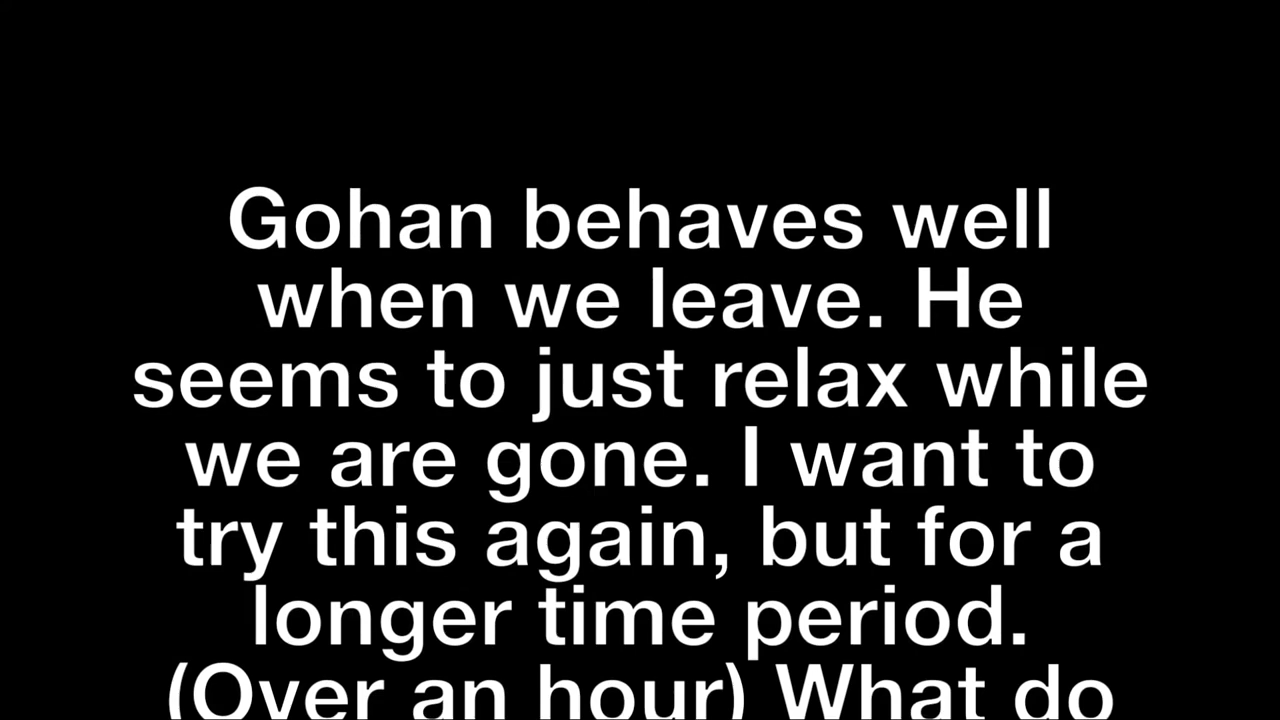 Gohan behaves well
when we leave. He
seems to just relax while
we are gone. I want to
try this again, but for a
longer time period.
(Over an hour) What do